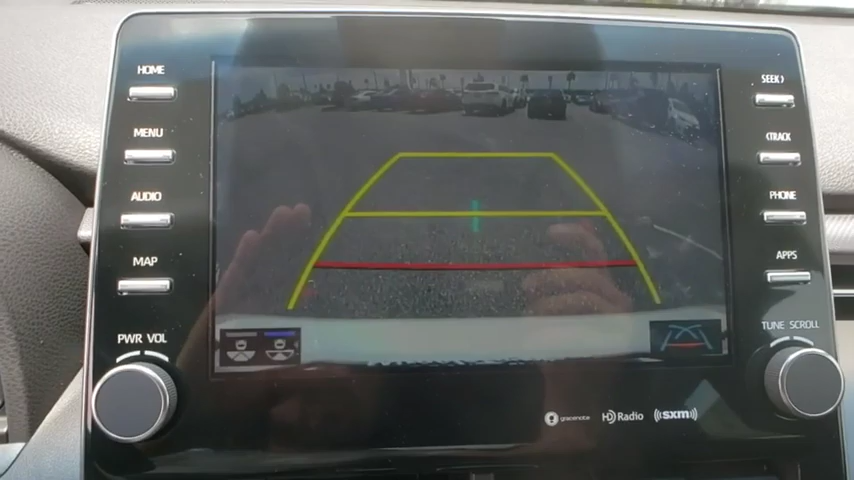 HOME
MENU
AUDIO
MAP
PWR VOL
SEEK >
< TRACK
PHONE
APPS
TUNE SCROLL
gracenote
HD Radio
((sxm))